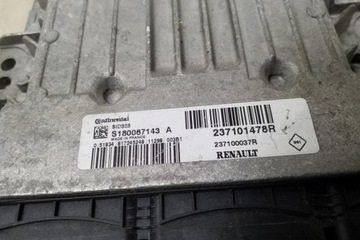 Continental
SID305
S180067143 A
MADE IN FRANCE
237101478R
237100037R
RENAULT